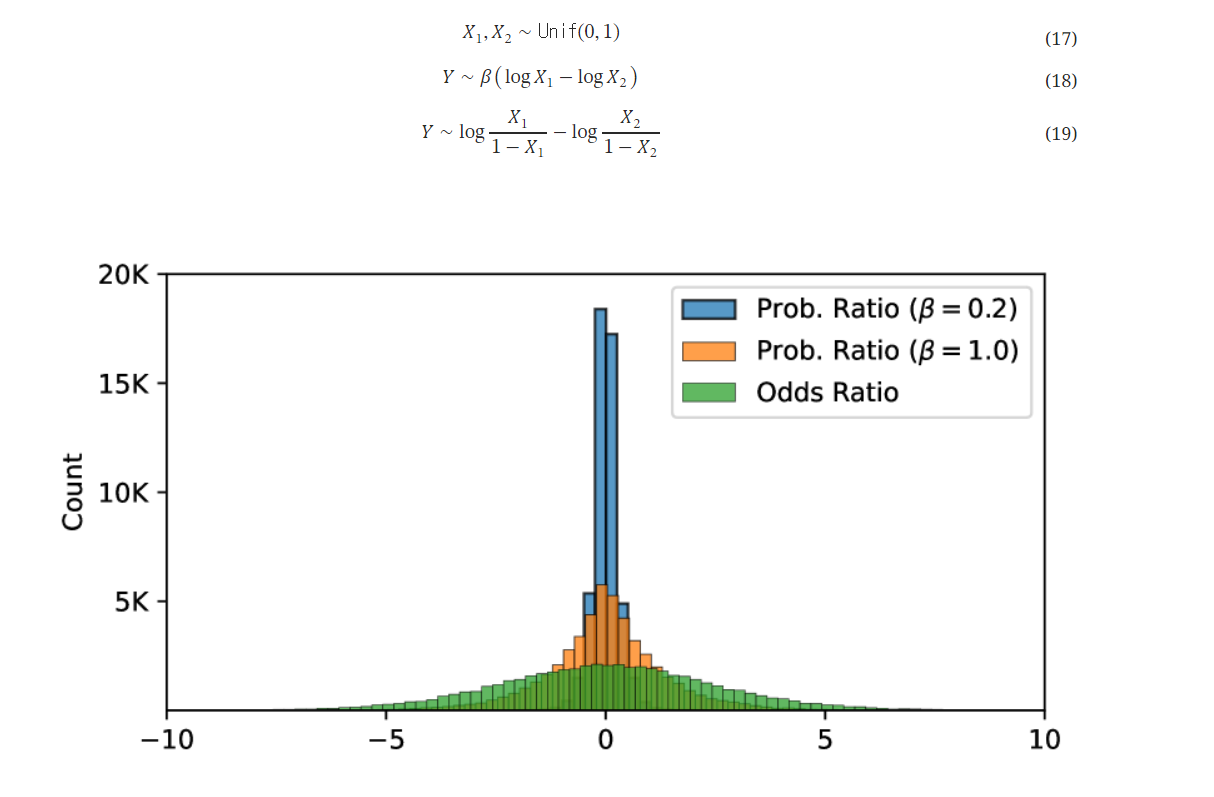 X₁, X₂ ~ Unif(0, 1) (17)
Y ~ β(log X₁ − log X₂) (18)
Y ~ log X₁/(1 − X₁) − log X₂/(1 − X₂) (19)
20K
15K
10K
5K
Count
Prob. Ratio (β = 0.2)
Prob. Ratio (β = 1.0)
Odds Ratio
−10 −5 0 5 10